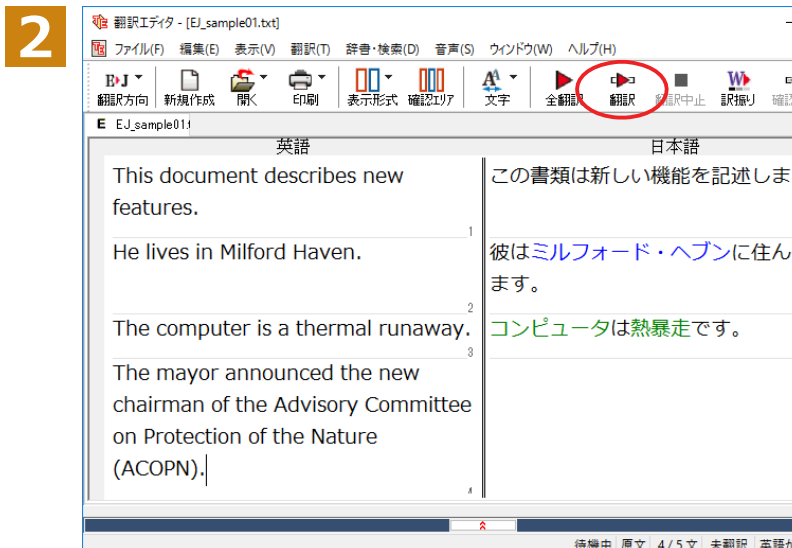 2
翻訳エディタ - [EJ_sample01.txt]
ファイル(F) 編集(E) 表示(V) 翻訳(T) 辞書・検索(D) 音声(S) ウィンドウ(W) ヘルプ(H)
翻訳方向 新規作成 開く 印刷 表示形式 確認エリア 文字 全翻訳 翻訳 翻訳中止 訳振り 確認
E EJ_sample01.t
英語 日本語
This document describes new
features.
1
この書類は新しい機能を記述しま
He lives in Milford Haven.
2
彼はミルフォード・ヘブンに住ん
ます。
The computer is a thermal runaway.
3
コンピュータは熱暴走です。
The mayor announced the new
chairman of the Advisory Committee
on Protection of the Nature
(ACOPN).
4
待機中 原文 4/5文 未翻訳 英語か